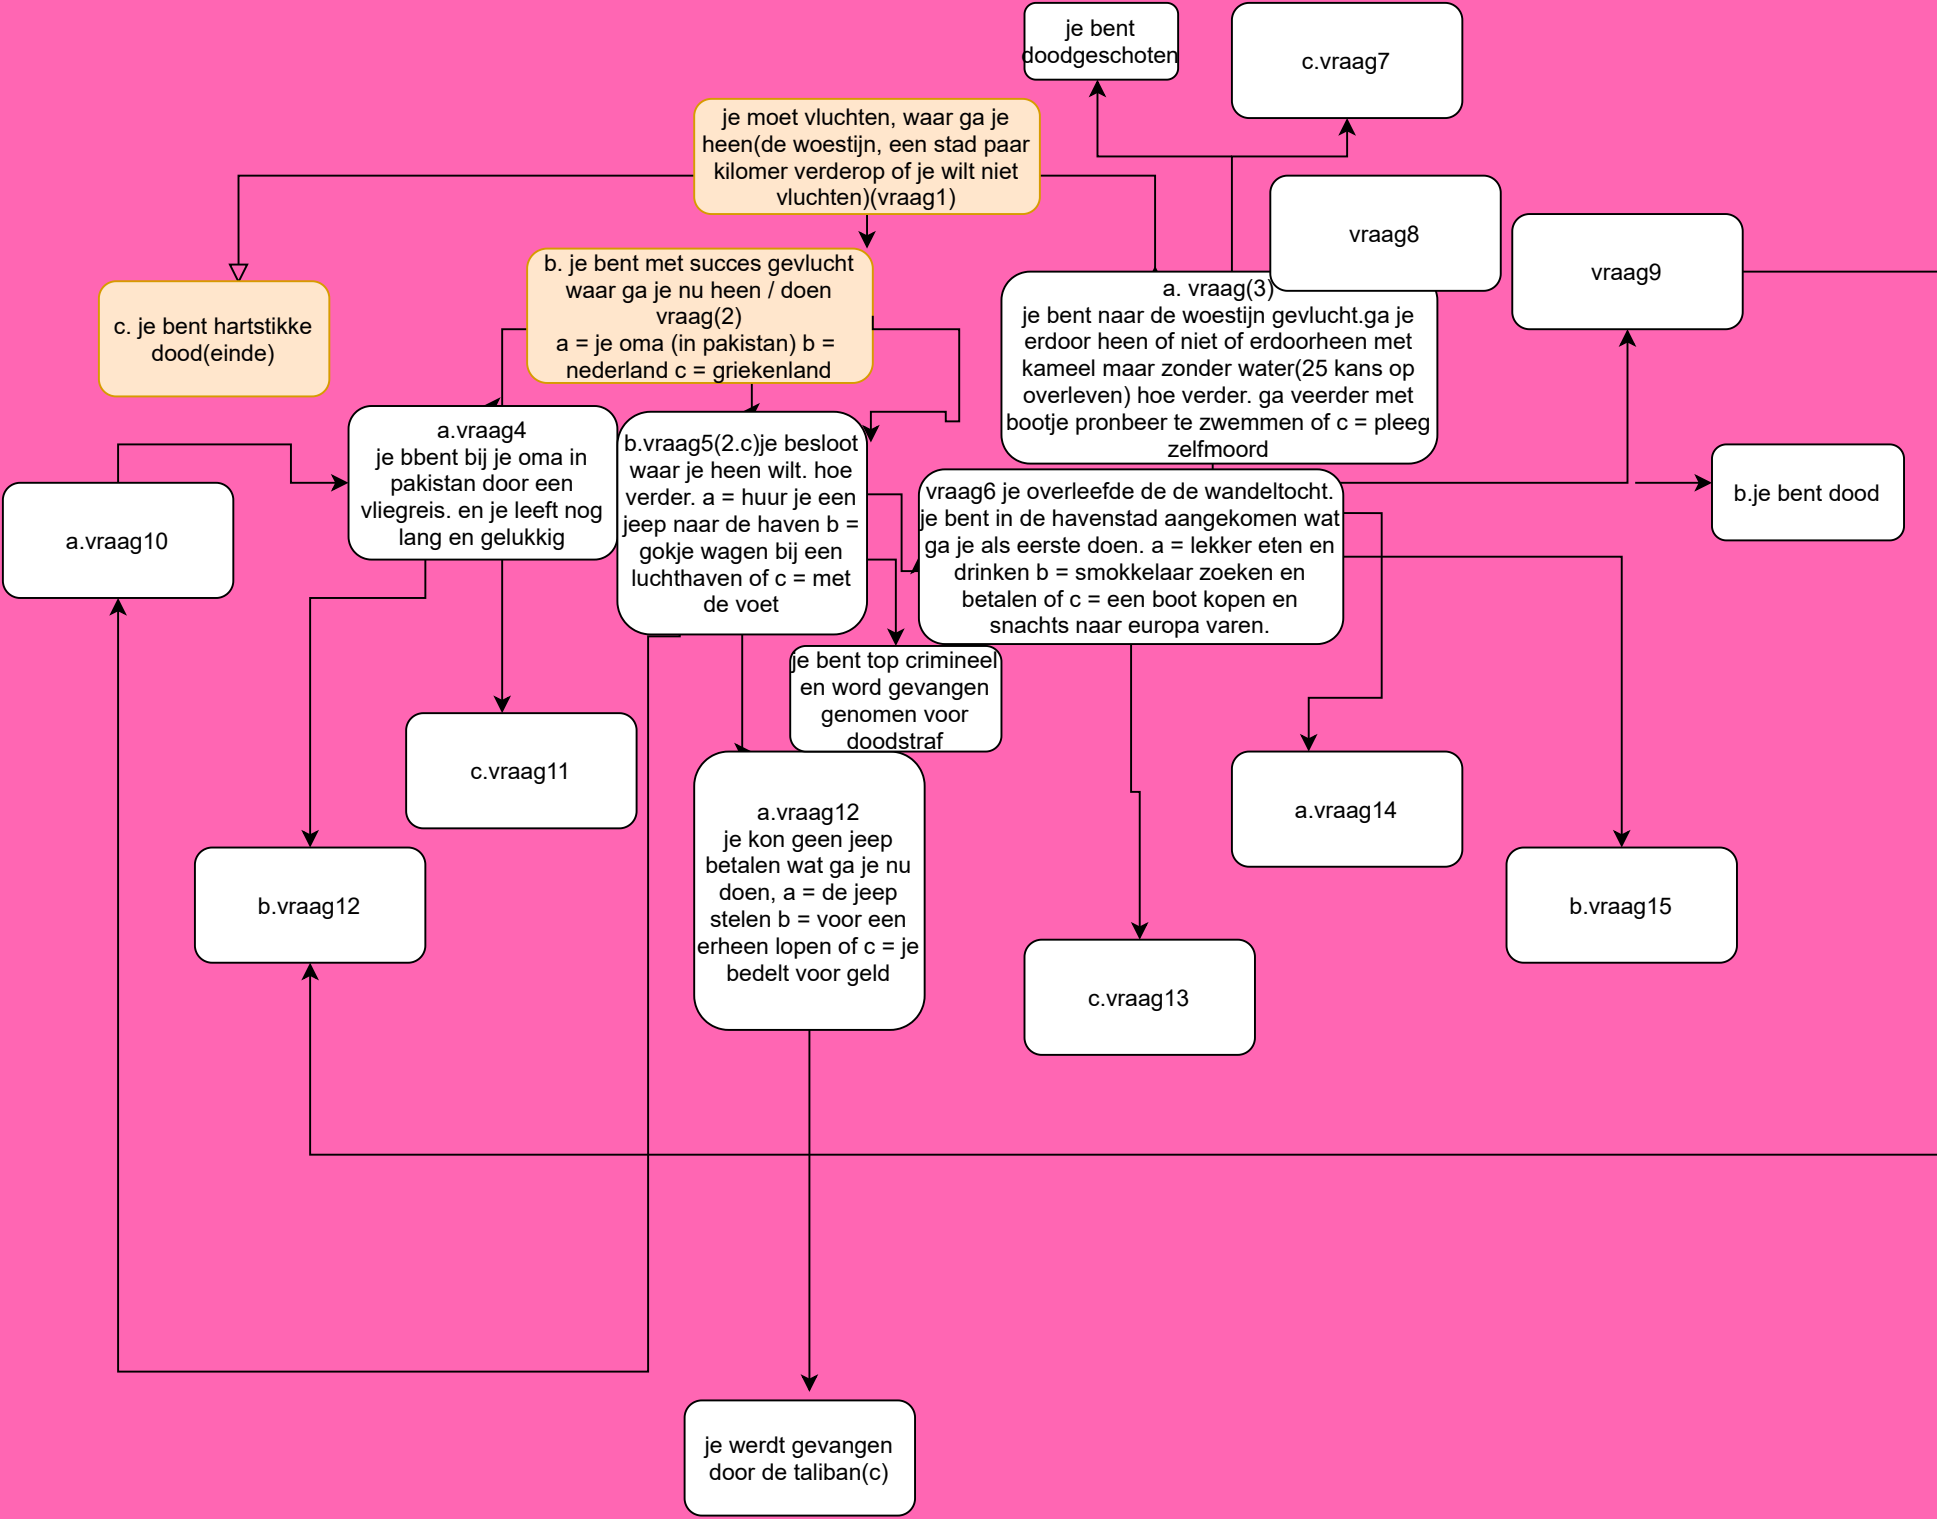 je bent
doodgeschoten
c.vraag7
je moet vluchten, waar ga je
heen(de woestijn, een stad paar
kilomer verderop of je wilt niet
vluchten)(vraag1)
vraag8
vraag9
b. je bent met succes gevlucht
waar ga je nu heen / doen
vraag(2)
a = je oma (in pakistan) b =
nederland c = griekenland
c. je bent hartstikke
dood(einde)
a. vraag(3)
je bent naar de woestijn gevlucht.ga je
erdoor heen of niet of erdoorheen met
kameel maar zonder water(25 kans op
overleven) hoe verder. ga veerder met
bootje pronbeer te zwemmen of c = pleeg
zelfmoord
a.vraag4
je bbent bij je oma in
pakistan door een
vliegreis. en je leeft nog
lang en gelukkig
b.vraag5(2.c)je besloot
waar je heen wilt. hoe
verder. a = huur je een
jeep naar de haven b =
gokje wagen bij een
luchthaven of c = met
de voet
vraag6 je overleefde de de wandeltocht.
je bent in de havenstad aangekomen wat
ga je als eerste doen. a = lekker eten en
drinken b = smokkelaar zoeken en
betalen of c = een boot kopen en
snachts naar europa varen.
b.je bent dood
a.vraag10
je bent top crimineel
en word gevangen
genomen voor
doodstraf
c.vraag11
a.vraag12
je kon geen jeep
betalen wat ga je nu
doen, a = de jeep
stelen b = voor een
erheen lopen of c = je
bedelt voor geld
a.vraag14
b.vraag12
b.vraag15
c.vraag13
je werdt gevangen
door de taliban(c)